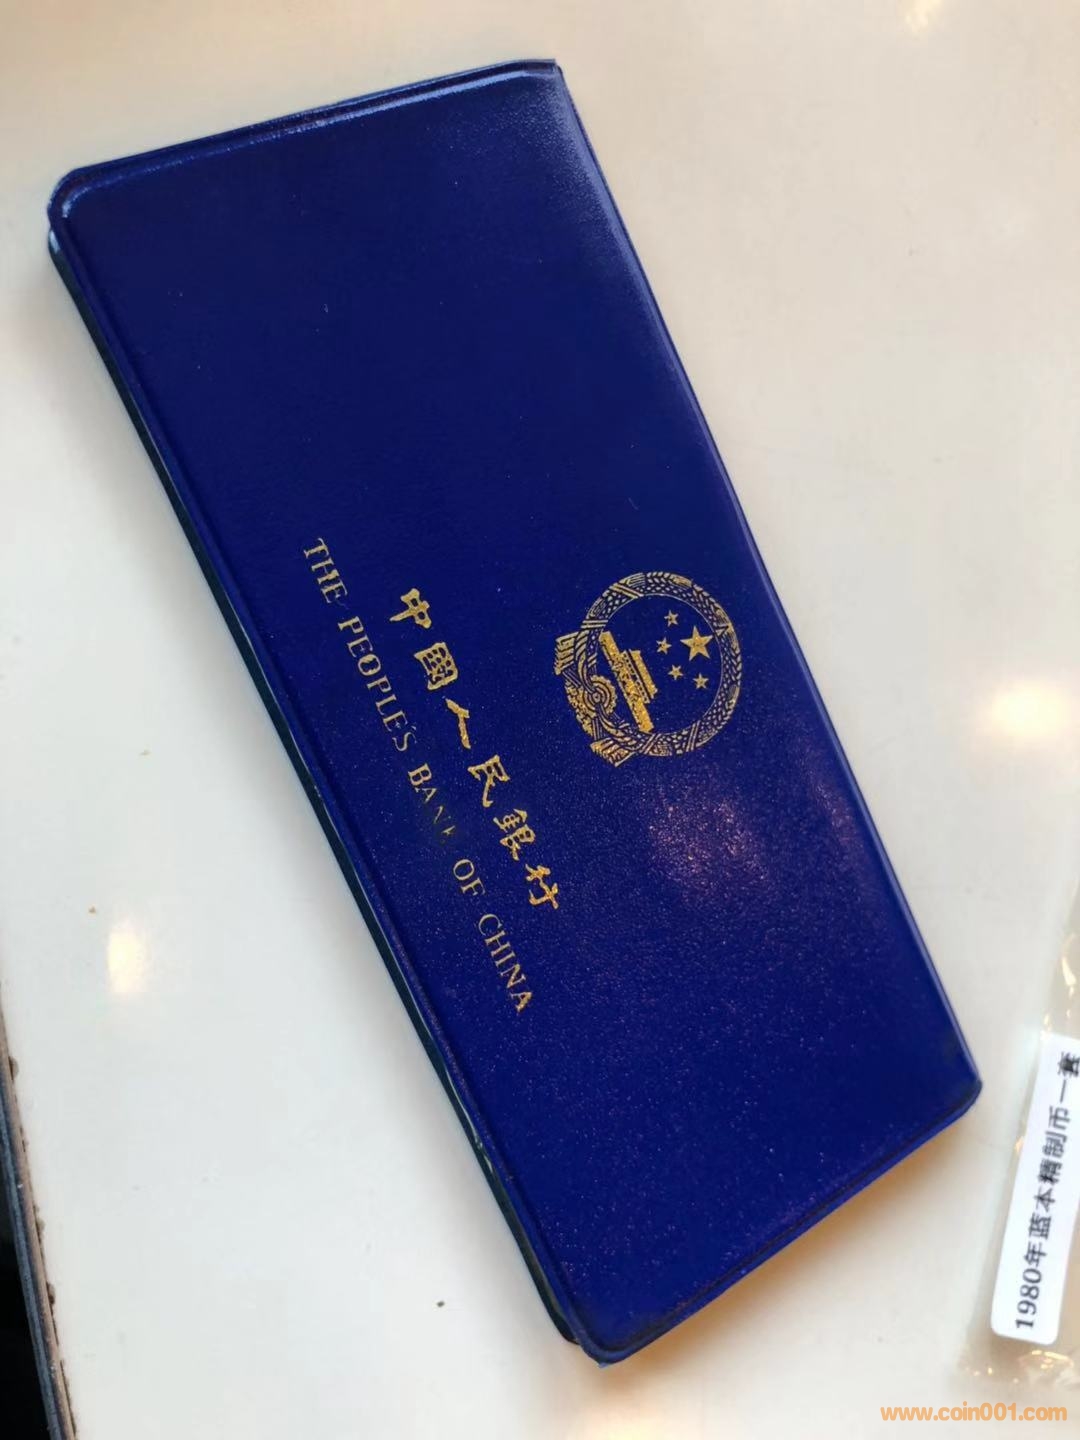 中國人民銀行
THE PEOPLE'S BANK OF CHINA
1980年蓝本精制币一套
www.coin001.com